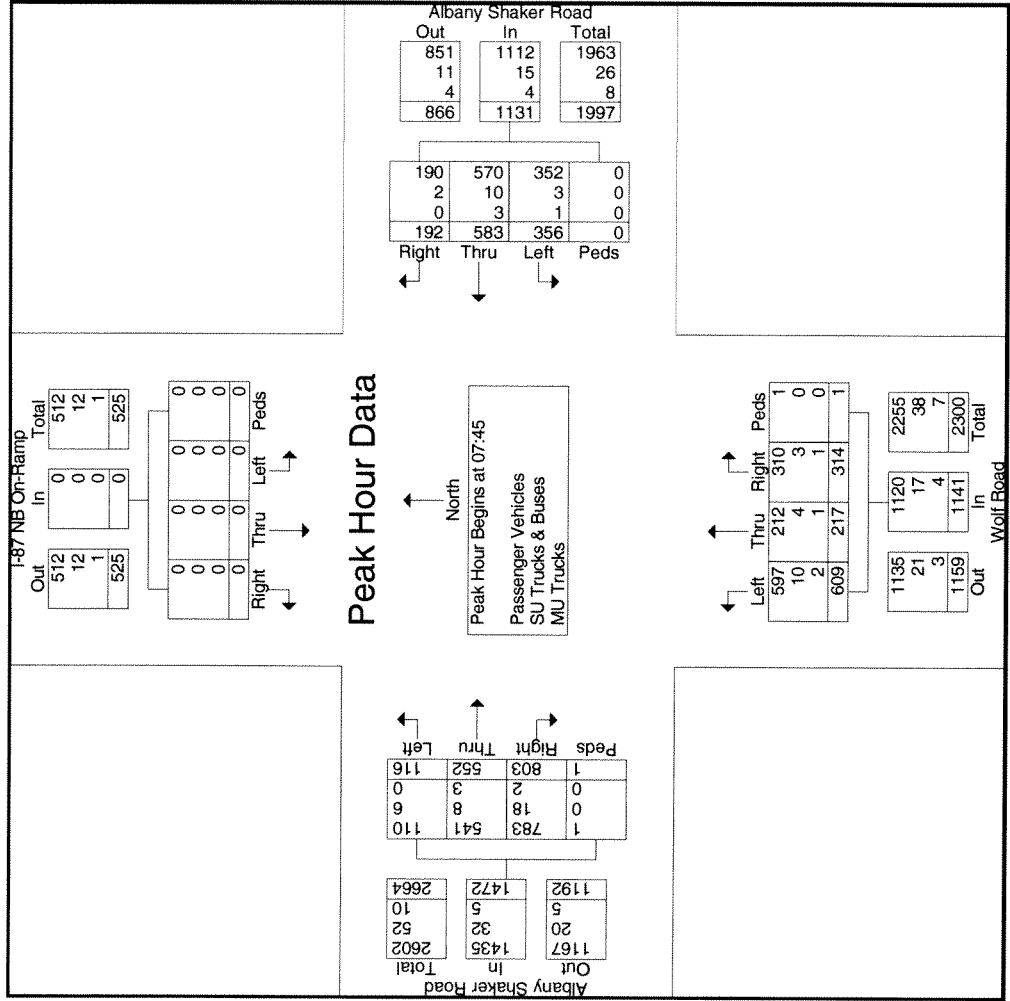 Albany Shaker Road
Out In Total
851 1112 1963
11 15 26
4 4 8
866 1131 1997
190 570 352 0
2 10 3 0
0 3 1 0
192 583 356 0
Right Thru Left Peds
I-87 NB On-Ramp
Out In Total
512 0 512
12 0 12
1 0 1
525 0 525
0 0 0 0
0 0 0 0
0 0 0 0
0 0 0 0
Right Thru Left Peds
Peak Hour Data
North
Peak Hour Begins at 07:45
Passenger Vehicles
SU Trucks & Buses
MU Trucks
Left Thru Right Peds
597 212 310 1
10 4 3 0
2 1 1 0
609 217 314 1
1135 1120 2255
21 17 38
3 4 7
1159 1141 2300
Out In Total
Wolf Road
Peds Right Thru Left
1 803 552 116
0 2 3 0
0 18 8 6
1 783 541 110
1192 1472 2664
5 5 10
20 32 52
1167 1435 2602
Out In Total
Albany Shaker Road